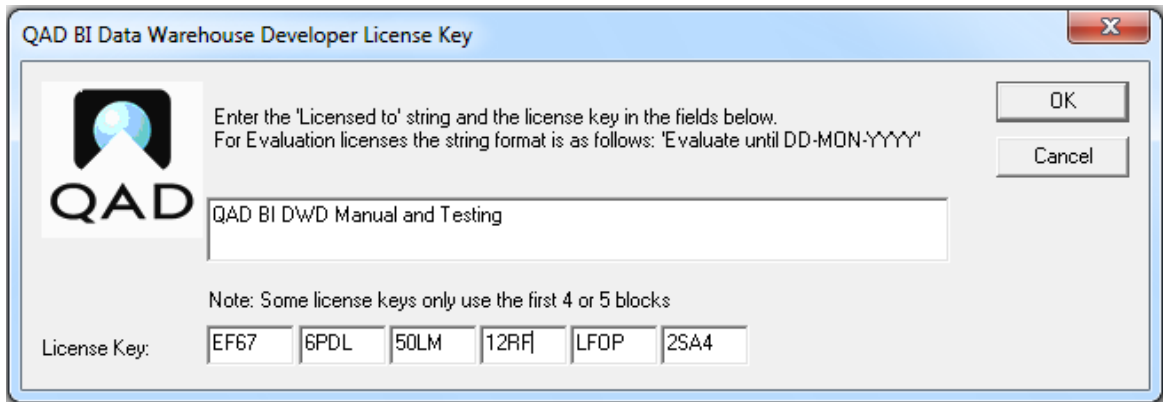 QAD BI Data Warehouse Developer License Key
Enter the 'Licensed to' string and the license key in the fields below.
For Evaluation licenses the string format is as follows: 'Evaluate until DD-MON-YYYY'
OK
Cancel
QAD
QAD BI DWD Manual and Testing
Note: Some license keys only use the first 4 or 5 blocks
License Key: EF67 6PDL 50LM 12RF LFOP 2SA4